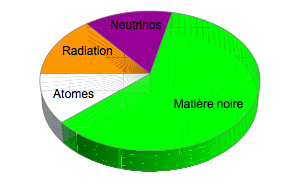 Neutrinos
Radiation
Atomes
Matière noire